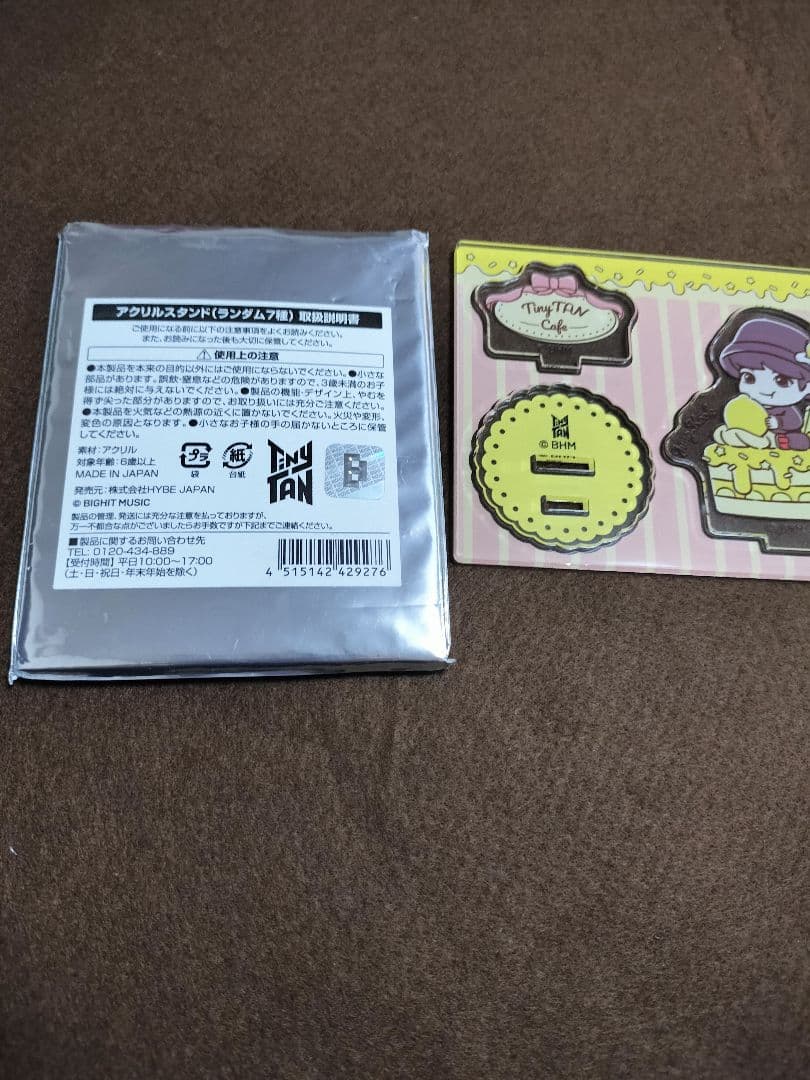 アクリルスタンド(ランダム7種) 取扱説明書
ご使用になる前に以下の注意事項をよくお読みください。
また、お読みになった後も大切に保管してください。
使用上の注意
●本製品を本来の目的以外にはご使用にならないでください。●小さな
部品があります。誤飲・窒息などの危険がありますので、3歳未満のお子
様には絶対に与えないでください。●製品の機能・デザイン上、やむを
得ず尖った部分がありますので、お取り扱いには充分ご注意ください。
●本製品を火気などの熱源の近くに置かないでください。火災や変形、
変色の原因となります。●小さなお子様の手の届かないところに保管
してください。
素材:アクリル
対象年齢:6歳以上
MADE IN JAPAN
プラ
袋
紙
台紙
TINY
TAN
発売元:株式会社HYBE JAPAN
© BIGHIT MUSIC
製品の管理、発送には充分な注意を払っておりますが、
万一不都合な点がございましたらお手数ですが下記までご連絡ください。
■製品に関するお問い合わせ先
TEL: 0120-434-889
【受付時間】平日10:00~17:00
(土・日・祝日・年末年始を除く)
4 515142 429276
TinyTAN
Cafe
TINY
TAN
© BHM